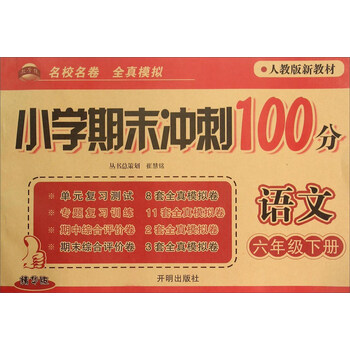 名校名卷 全真模拟
人教版新教材
小学期末冲刺100分
丛书总策划 崔慧锦
单元复习测试 8套全真模拟卷
专题复习训练 11套全真模拟卷
期中综合评价卷 2套全真模拟卷
期末综合评价卷 3套全真模拟卷
语文
六年级下册
开明出版社